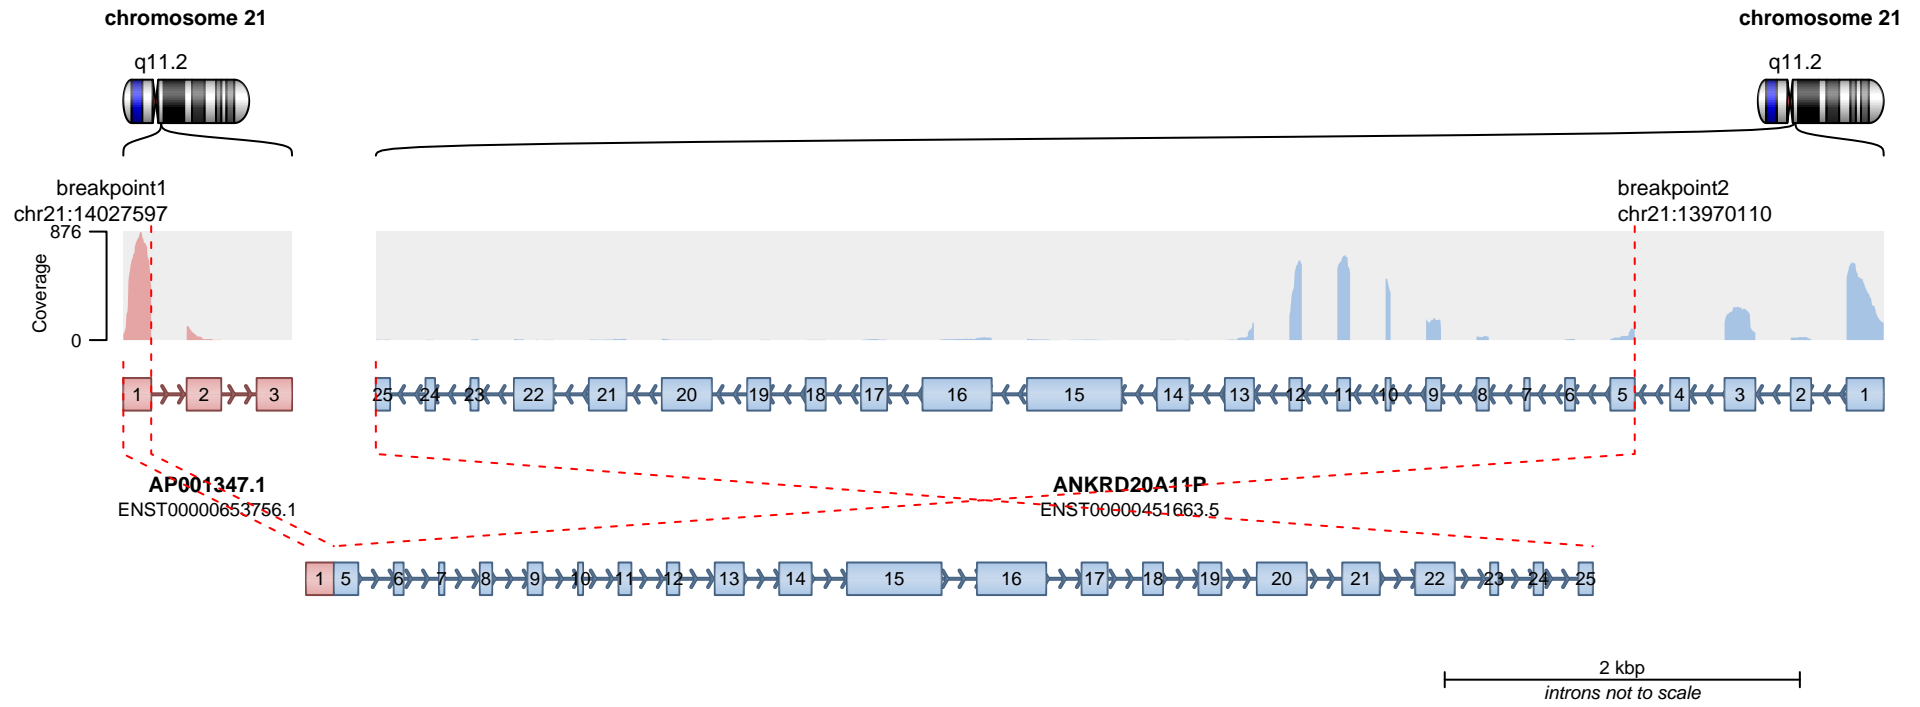 chromosome 21
chromosome 21
q11.2
q11.2
breakpoint1
chr21:14027597
breakpoint2
chr21:13970110
876
Coverage
0
1 2 3
25 24 23 22 21 20 19 18 17 16 15 14 13 12 11 10 9 8 7 6 5 4 3 2 1
AP001347.1
ENST00000653756.1
ANKRD20A11P
ENST00000451663.5
1 5 6 7 8 9 10 11 12 13 14 15 16 17 18 19 20 21 22 23 24 25
2 kbp
introns not to scale